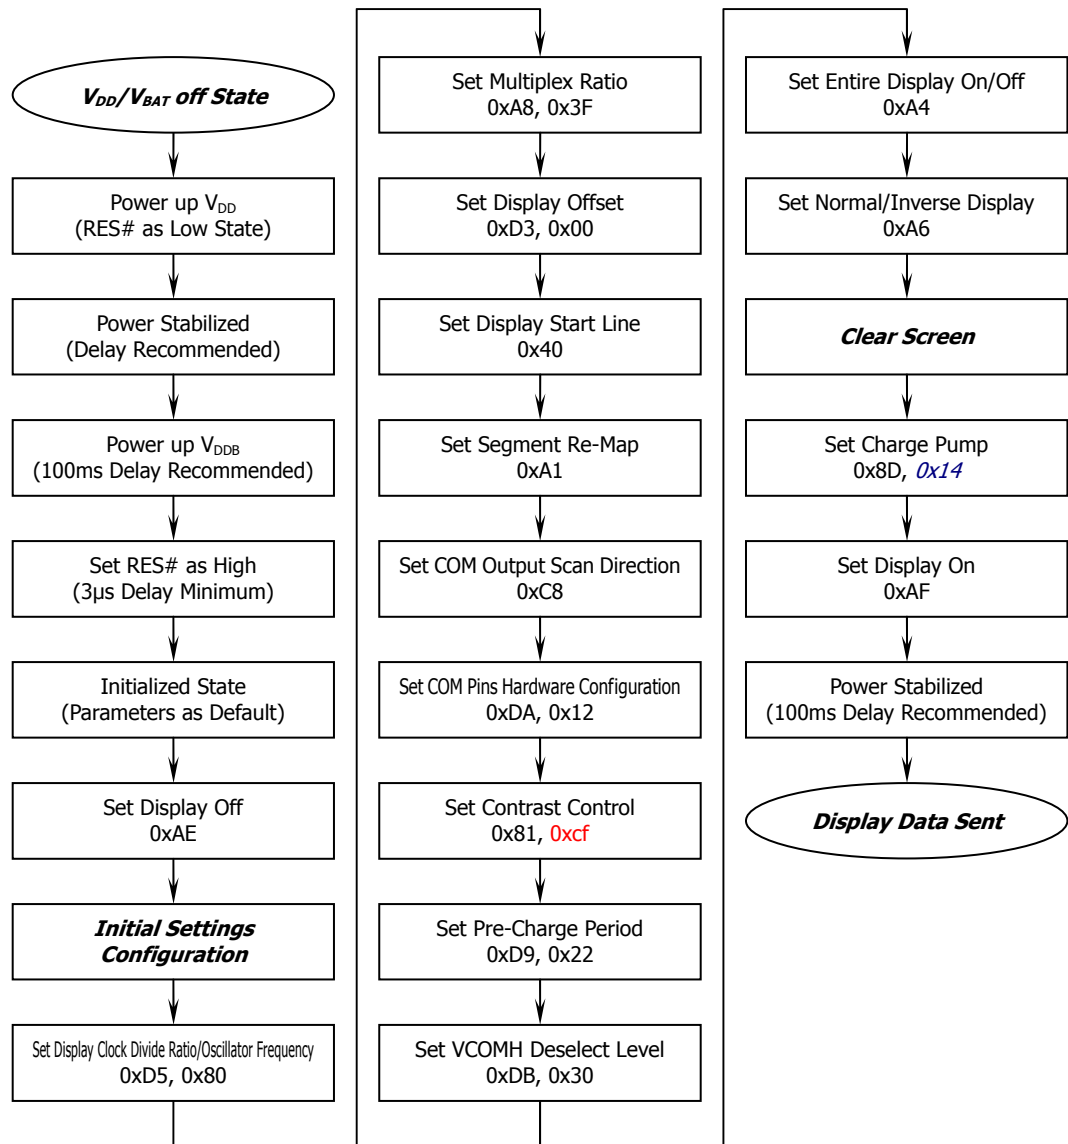 VDD/VBAT off State
Power up VDD
(RES# as Low State)
Power Stabilized
(Delay Recommended)
Power up VDDB
(100ms Delay Recommended)
Set RES# as High
(3μs Delay Minimum)
Initialized State
(Parameters as Default)
Set Display Off
0xAE
Initial Settings
Configuration
Set Display Clock Divide Ratio/Oscillator Frequency
0xD5, 0x80
Set Multiplex Ratio
0xA8, 0x3F
Set Display Offset
0xD3, 0x00
Set Display Start Line
0x40
Set Segment Re-Map
0xA1
Set COM Output Scan Direction
0xC8
Set COM Pins Hardware Configuration
0xDA, 0x12
Set Contrast Control
0x81, 0xcf
Set Pre-Charge Period
0xD9, 0x22
Set VCOMH Deselect Level
0xDB, 0x30
Set Entire Display On/Off
0xA4
Set Normal/Inverse Display
0xA6
Clear Screen
Set Charge Pump
0x8D, 0x14
Set Display On
0xAF
Power Stabilized
(100ms Delay Recommended)
Display Data Sent